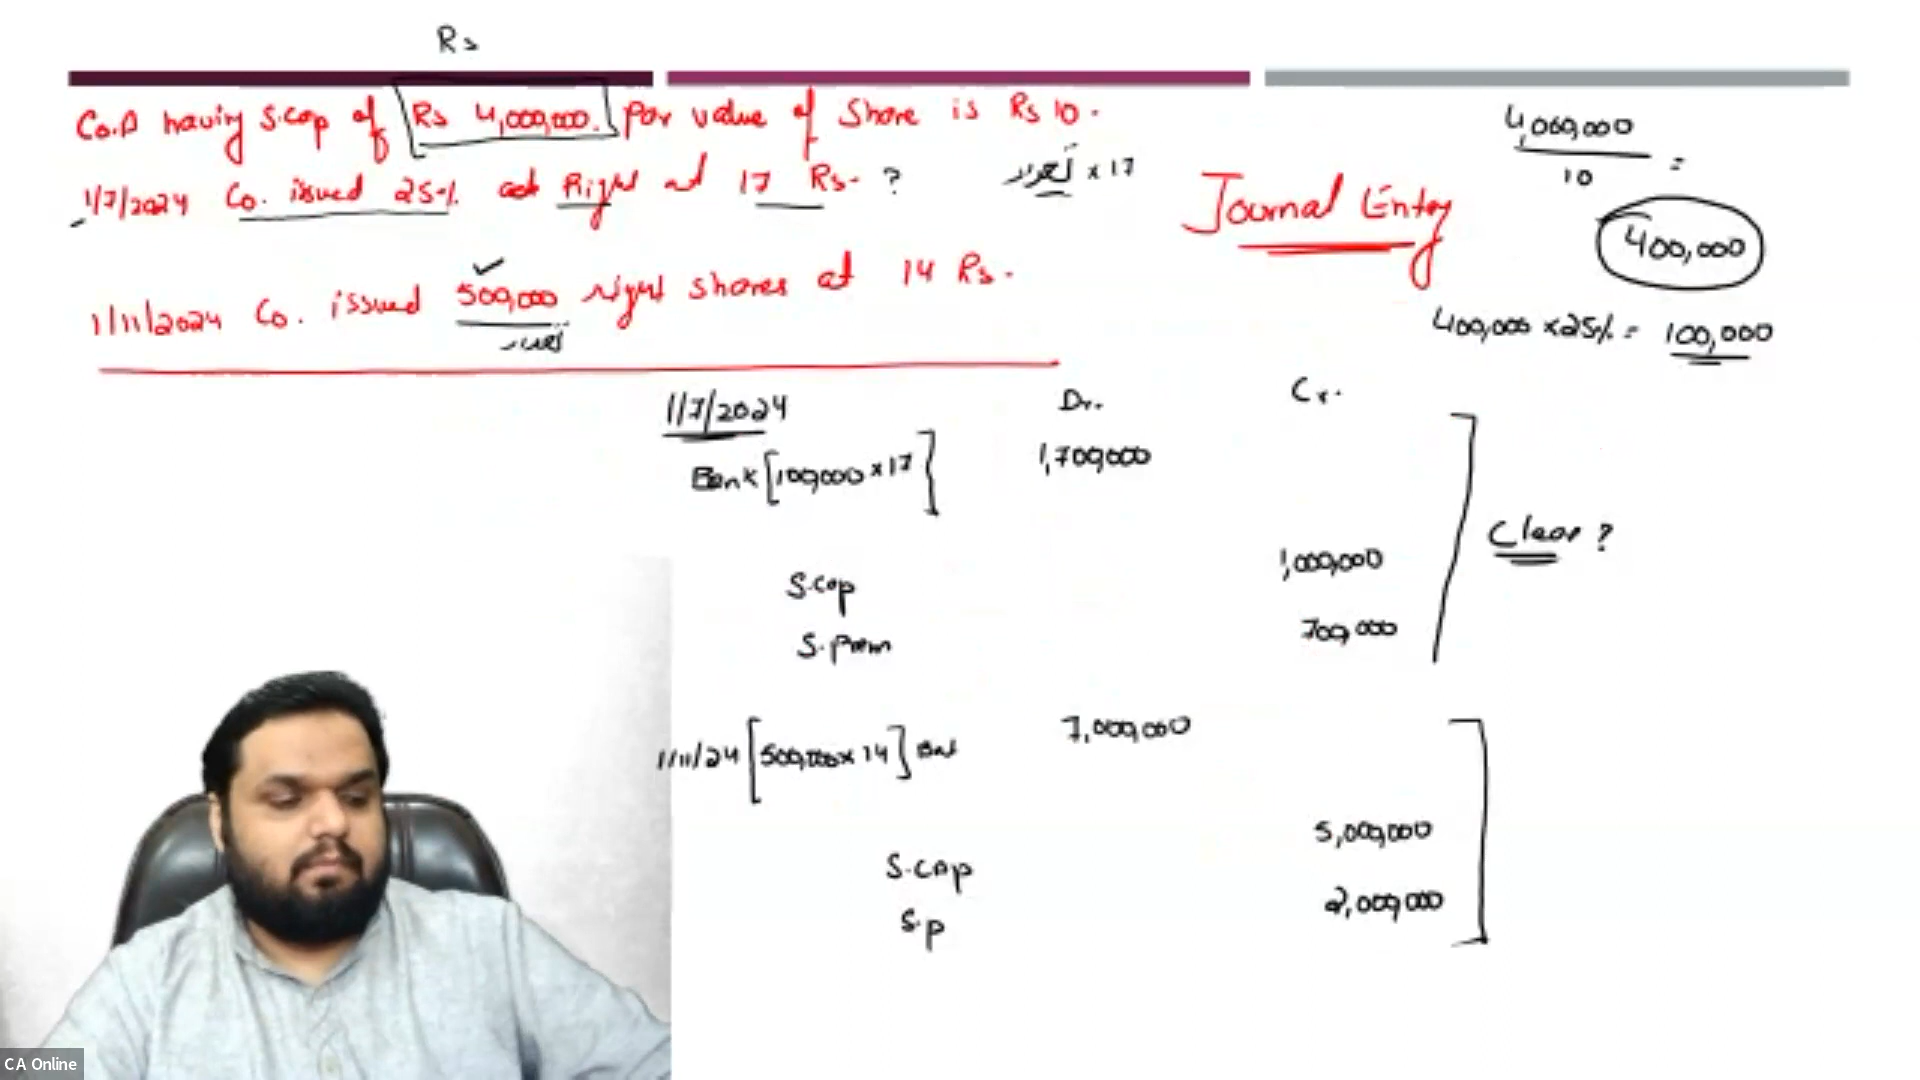 Rs
Co.A having S.cap of Rs 4,000,000. Par value of Share is Rs 10.
1/7/2024 Co. issued 25% Right at 17 Rs. ?
تعداد × 17
1/11/2024 Co. issued 500,000 right shares at 14 Rs.
تعداد
Journal Entry
4,000,000
10
=
400,000
400,000 × 25% = 100,000
1/7/2024 Dr. Cr.
Bank [100,000 × 17] 1,700,000
S.cap 1,000,000
S.prem 700,000
Clear ?
1/11/24 [500,000 × 14] 7,000,000
S.cap 5,000,000
S.p 2,000,000
CA Online